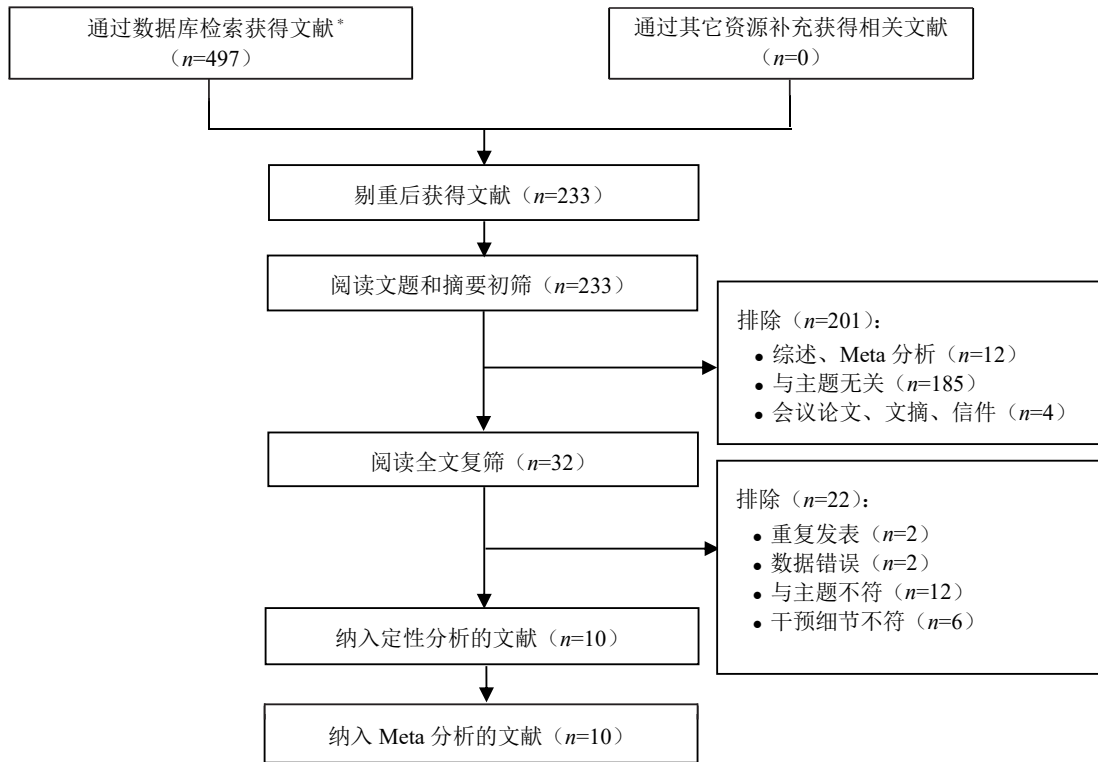 通过数据库检索获得文献*
（n=497）
通过其它资源补充获得相关文献
（n=0）
剔重后获得文献（n=233）
阅读文题和摘要初筛（n=233）
排除（n=201）：
• 综述、Meta 分析（n=12）
• 与主题无关（n=185）
• 会议论文、文摘、信件（n=4）
阅读全文复筛（n=32）
排除（n=22）：
• 重复发表（n=2）
• 数据错误（n=2）
• 与主题不符（n=12）
• 干预细节不符（n=6）
纳入定性分析的文献（n=10）
纳入 Meta 分析的文献（n=10）